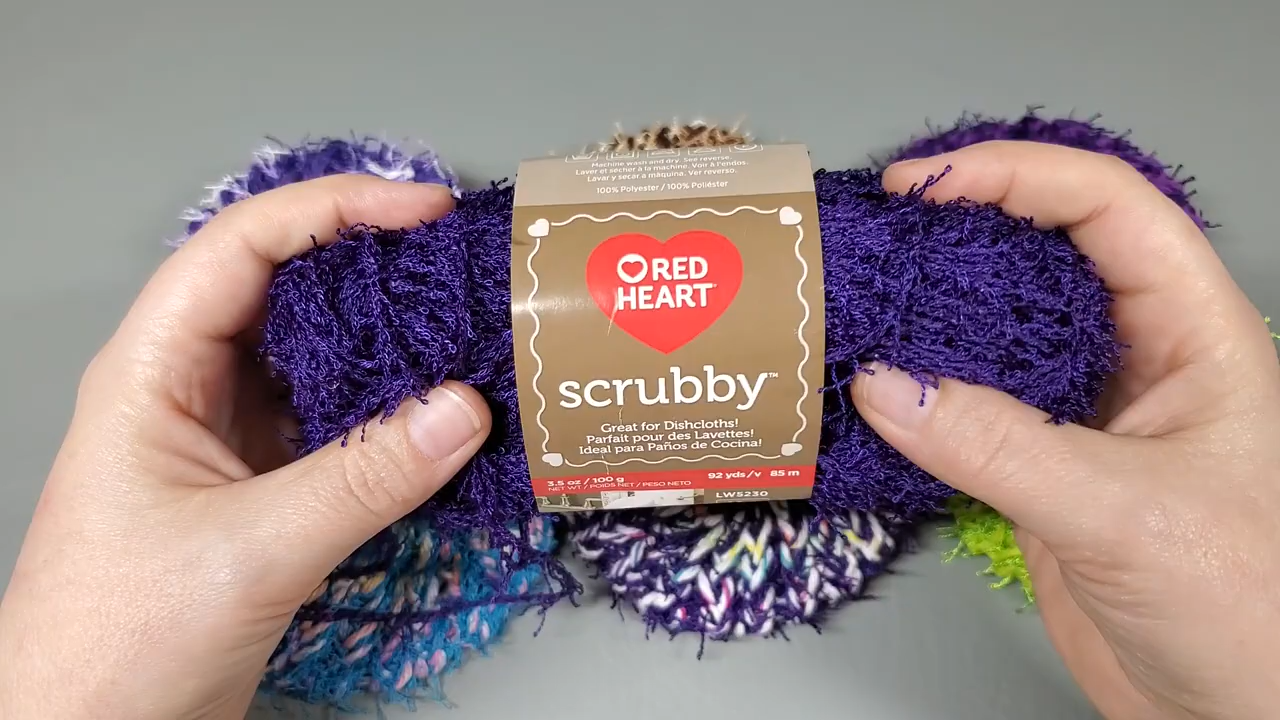 Machine wash and dry. See reverse.
Laver et sécher à la machine. Voir à l'endos.
Lavar y secar a máquina. Ver reverso.
100% Polyester / 100% Poliéster
RED
HEART
scrubby™
Great for Dishcloths!
Parfait pour des Lavettes!
Ideal para Paños de Cocina!
3.5 oz / 100 g
NET WT / POIDS NET / PESO NETO
92 yds/v 85 m
LW5230